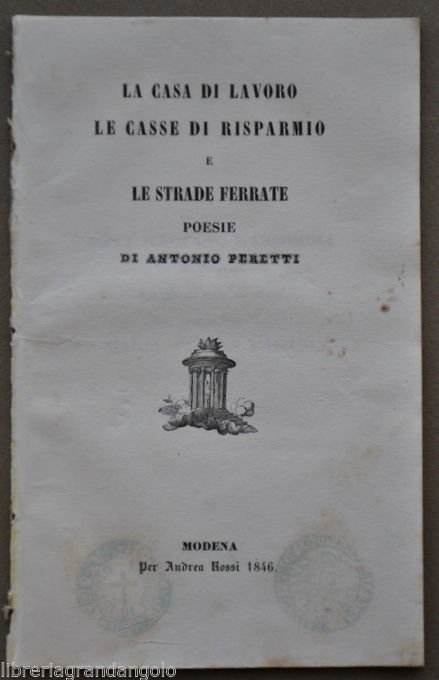 LA CASA DI LAVORO
LE CASSE DI RISPARMIO
E
LE STRADE FERRATE
POESIE
DI ANTONIO PERETTI
MODENA
Per Andrea Rossi 1846.
libreriagrandangolo